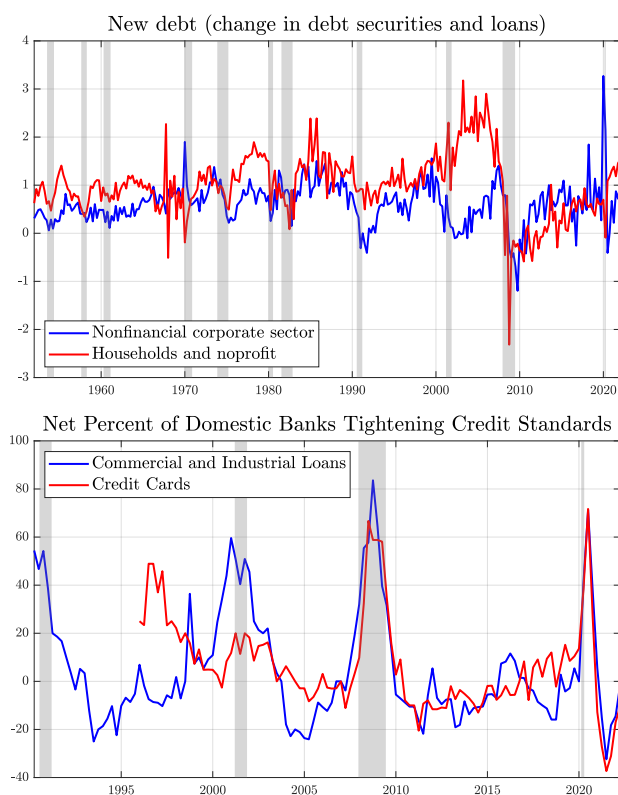 New debt (change in debt securities and loans)
4
3
2
1
0
-1
-2
-3
Nonfinancial corporate sector
Households and noprofit
1960 1970 1980 1990 2000 2010 2020
Net Percent of Domestic Banks Tightening Credit Standards
100
80
60
40
20
0
-20
-40
Commercial and Industrial Loans
Credit Cards
1995 2000 2005 2010 2015 2020